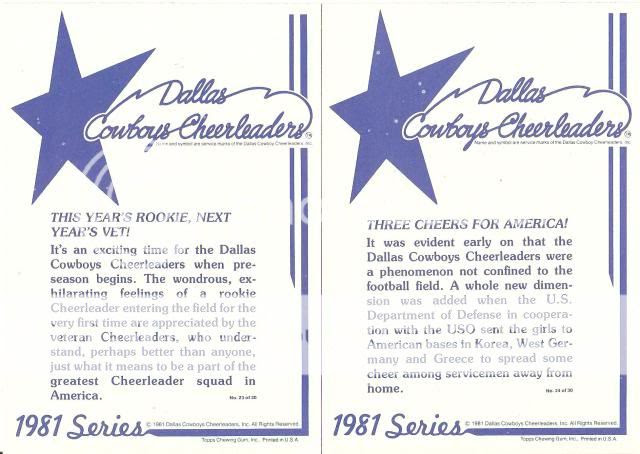 Dallas
Cowboys Cheerleaders
Name and symbol are service marks of the Dallas Cowboy Cheerleaders, Inc.
THIS YEAR'S ROOKIE, NEXT
YEAR'S VET!
It's an exciting time for the Dallas
Cowboys Cheerleaders when pre-
season begins. The wondrous, ex-
hilarating feelings of a rookie
Cheerleader entering the field for the
very first time are appreciated by the
veteran Cheerleaders, who under-
stand, perhaps better than anyone,
just what it means to be a part of the
greatest Cheerleader squad in
America.
No. 23 of 30
1981 Series
© 1981 Dallas Cowboys Cheerleaders, Inc. All Rights Reserved.
Topps Chewing Gum, Inc. Printed in U.S.A.
Dallas
Cowboys Cheerleaders
Name and symbol are service marks of the Dallas Cowboy Cheerleaders, Inc.
THREE CHEERS FOR AMERICA!
It was evident early on that the
Dallas Cowboys Cheerleaders were
a phenomenon not confined to the
football field. A whole new dimen-
sion was added when the U.S.
Department of Defense in coopera-
tion with the USO sent the girls to
American bases in Korea, West Ger-
many and Greece to spread some
cheer among servicemen away from
home.
No. 24 of 30
1981 Series
© 1981 Dallas Cowboys Cheerleaders, Inc. All Rights Reserved.
Topps Chewing Gum, Inc. Printed in U.S.A.